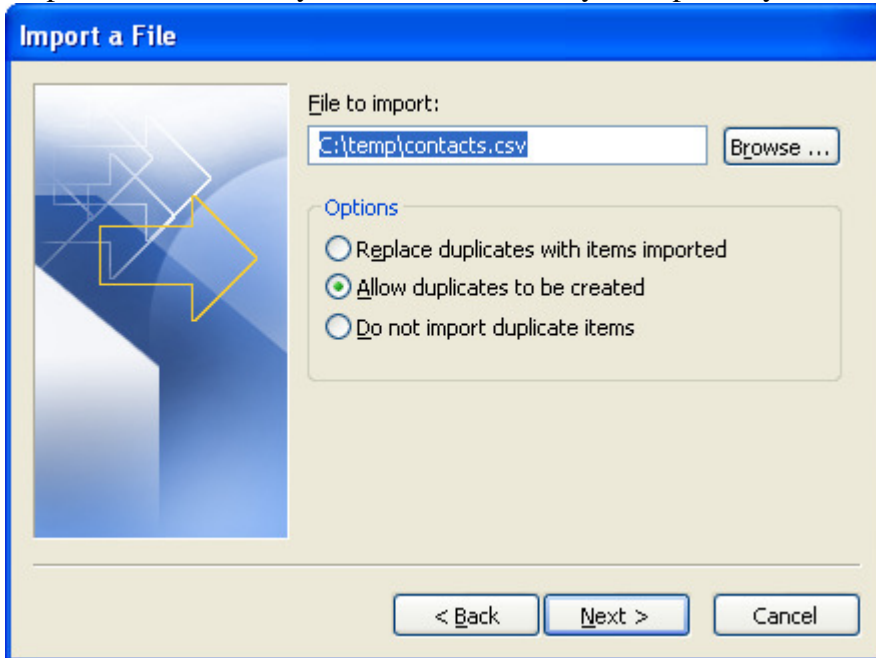 Import a File
File to import:
C:\temp\contacts.csv
Browse ...
Options
Replace duplicates with items imported
Allow duplicates to be created
Do not import duplicate items
< Back
Next >
Cancel